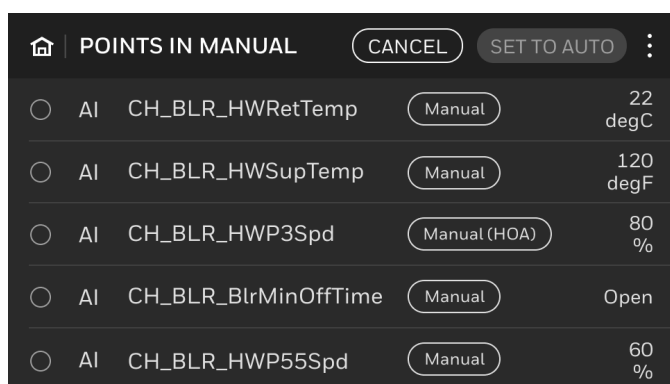 POINTS IN MANUAL CANCEL SET TO AUTO
AI CH_BLR_HWRetTemp Manual 22
degC
AI CH_BLR_HWSupTemp Manual 120
degF
AI CH_BLR_HWP3Spd Manual (HOA) 80
%
AI CH_BLR_BlrMinOffTime Manual Open
AI CH_BLR_HWP55Spd Manual 60
%